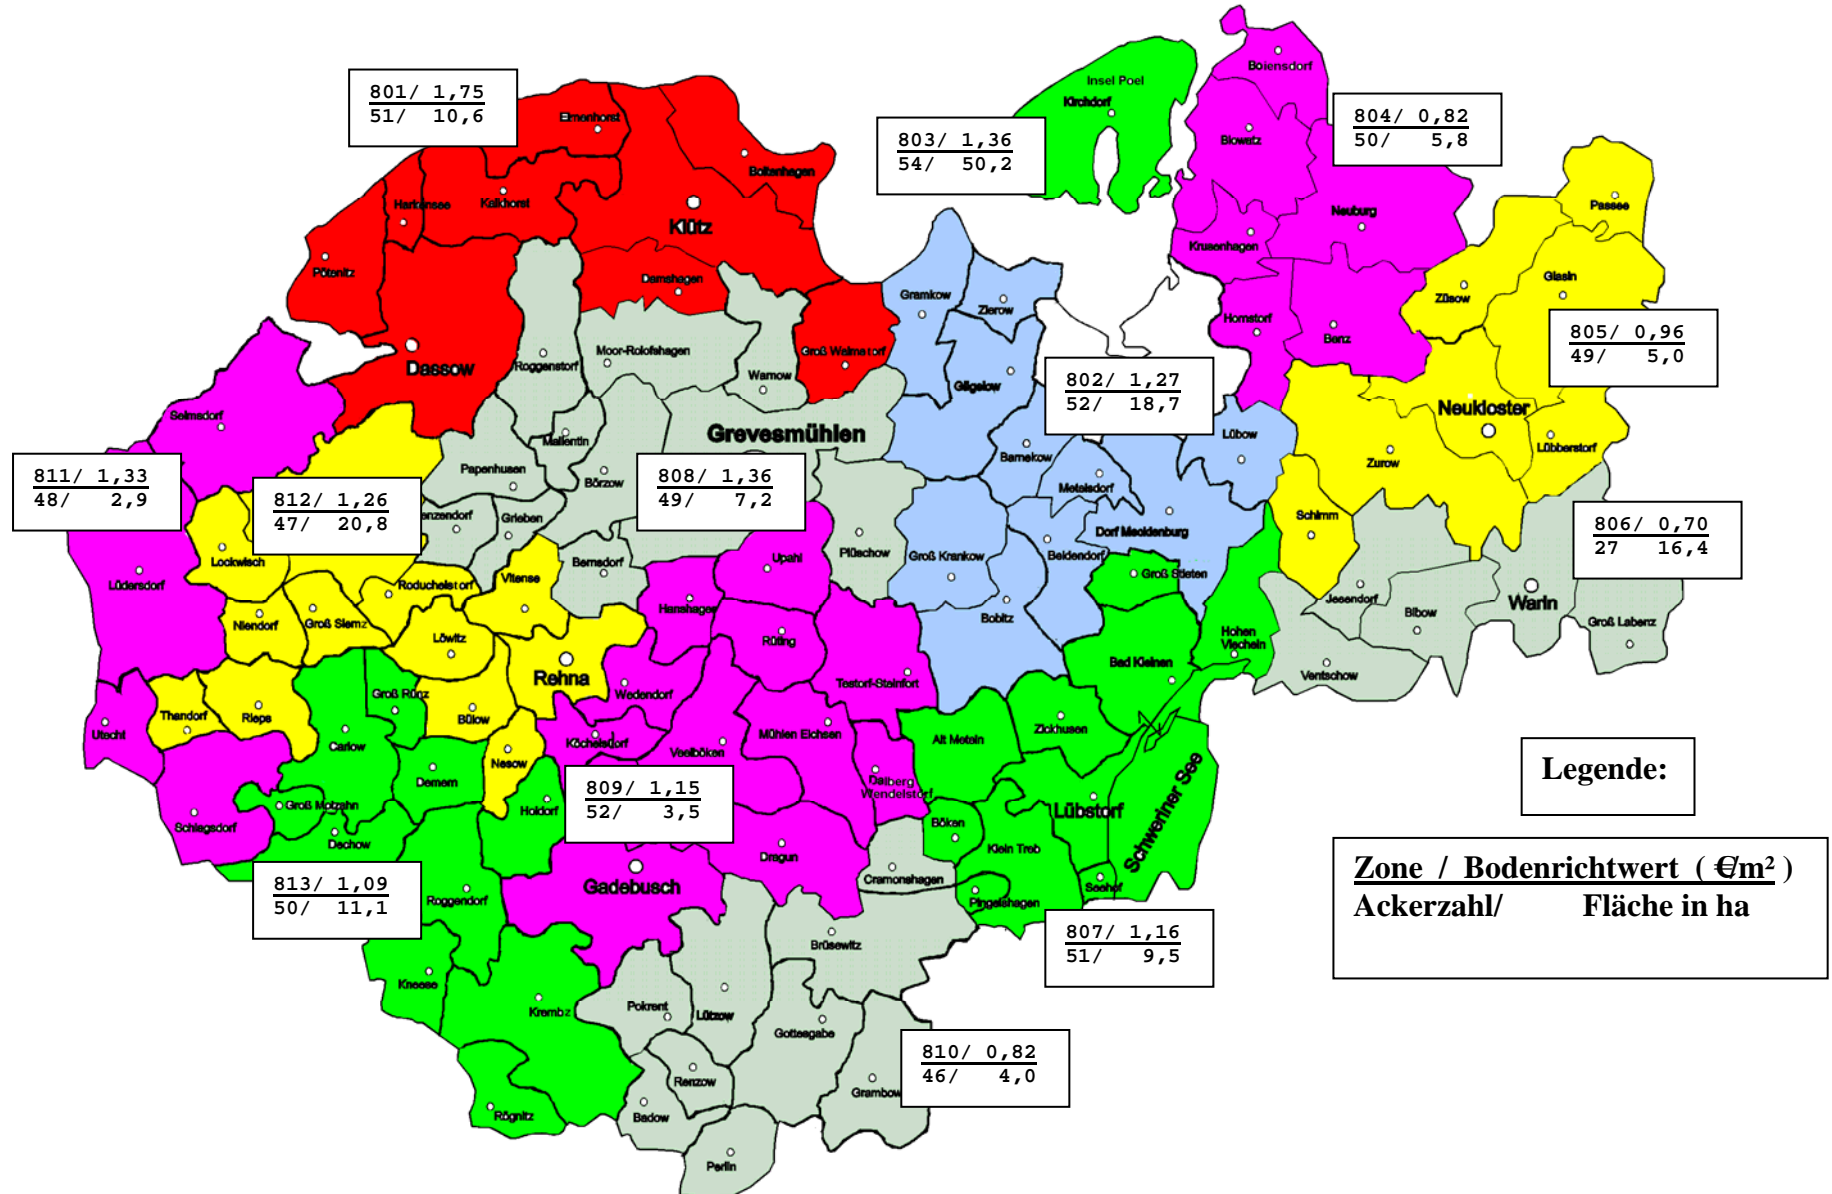 Boiensdorf
Insel Poel
Kirchdorf
801/ 1,75
51/ 10,6
Elmenhorst
803/ 1,36
54/ 50,2
Blowatz
804/ 0,82
50/ 5,8
Boltenhagen
Harkensee
Kalkhorst
Klütz
Neuburg
Passee
Krusenhagen
Pötenitz
Damshagen
Gramkow
Zierow
Glasin
Züsow
Hornstorf
Benz
805/ 0,96
49/ 5,0
Dassow
Roggenstorf
Moor-Rolofshagen
Warnow
Groß Walmstorf
Gägelow
802/ 1,27
52/ 18,7
Selmsdorf
Mallentin
Grevesmühlen
Barnekow
Lübow
Neukloster
Zurow
Lübberstorf
811/ 1,33
48/ 2,9
812/ 1,26
47/ 20,8
Papenhusen
Börzow
808/ 1,36
49/ 7,2
Metelsdorf
enzendorf
Grieben
Plüschow
Dorf Mecklenburg
Schimm
806/ 0,70
27 16,4
Lockwisch
Lüdersdorf
Roduchelstorf
Vitense
Bernsdorf
Upahl
Groß Krankow
Beidendorf
Groß Stieten
Jesendorf
Bibow
Warin
Groß Labenz
Niendorf
Groß Siemz
Löwitz
Hanshagen
Rüting
Bobitz
Hohen
Viecheln
Bad Kleinen
Ventschow
Rehna
Wedendorf
Testorf-Steinfort
Groß Rünz
Thandorf
Rieps
Bülow
Utecht
Carlow
Köchelsdorf
Veelböken
Mühlen Eichsen
Alt Meteln
Zickhusen
Nesow
Demern
Dalberg
Wendelstorf
Schweriner See
Legende:
Groß Molzahn
Holdorf
809/ 1,15
52/ 3,5
Lübstorf
Schlagsdorf
Dechow
Böken
Klein Treb
Dragun
Zone / Bodenrichtwert ( €/m² )
Ackerzahl/ Fläche in ha
813/ 1,09
50/ 11,1
Gadebusch
Cramonshagen
Seehof
Roggendorf
Pingelshagen
Brüsewitz
807/ 1,16
51/ 9,5
Kneese
Krembz
Pokrent
Lützow
Gottesgabe
810/ 0,82
46/ 4,0
Renzow
Grambow
Rögnitz
Badow
Perlin